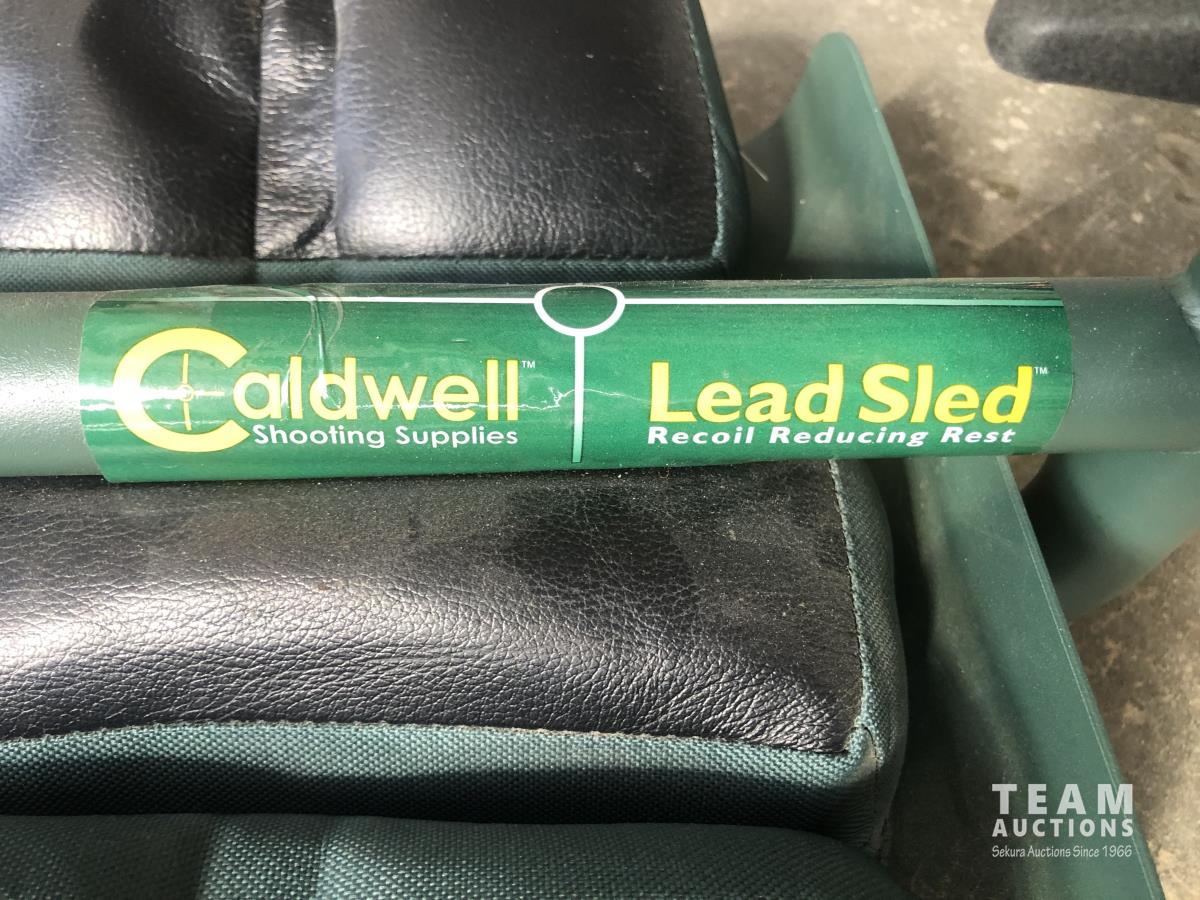 Caldwell™
Shooting Supplies
Lead Sled™
Recoil Reducing Rest
TEAM
AUCTIONS
Sekura Auctions Since 1966